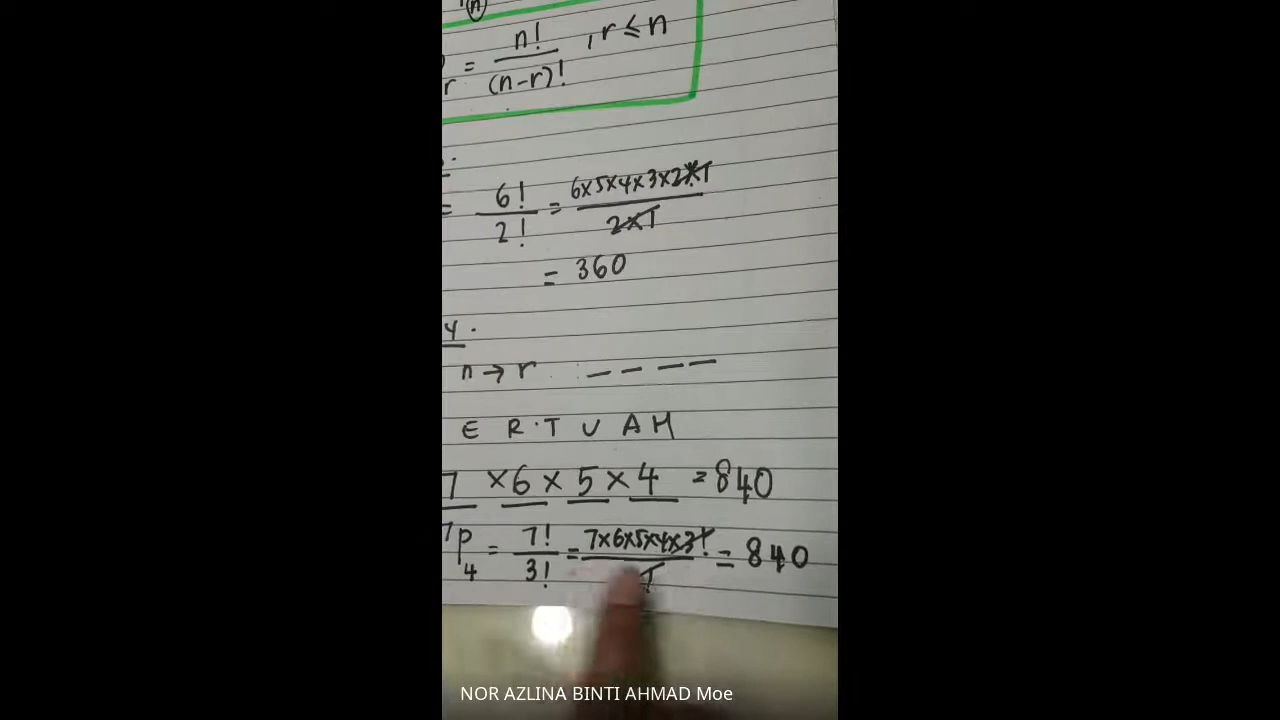 n
r = n! / (n-r)! , r ≤ n
= 6! / 2! = 6×5×4×3×2×1 / 2×1
= 360
4.
n → r _ _ _ _
E R.T U A H
7 × 6 × 5 × 4 = 840
7P4 = 7! / 3! = 7×6×5×4×3! / = 840
NOR AZLINA BINTI AHMAD Moe